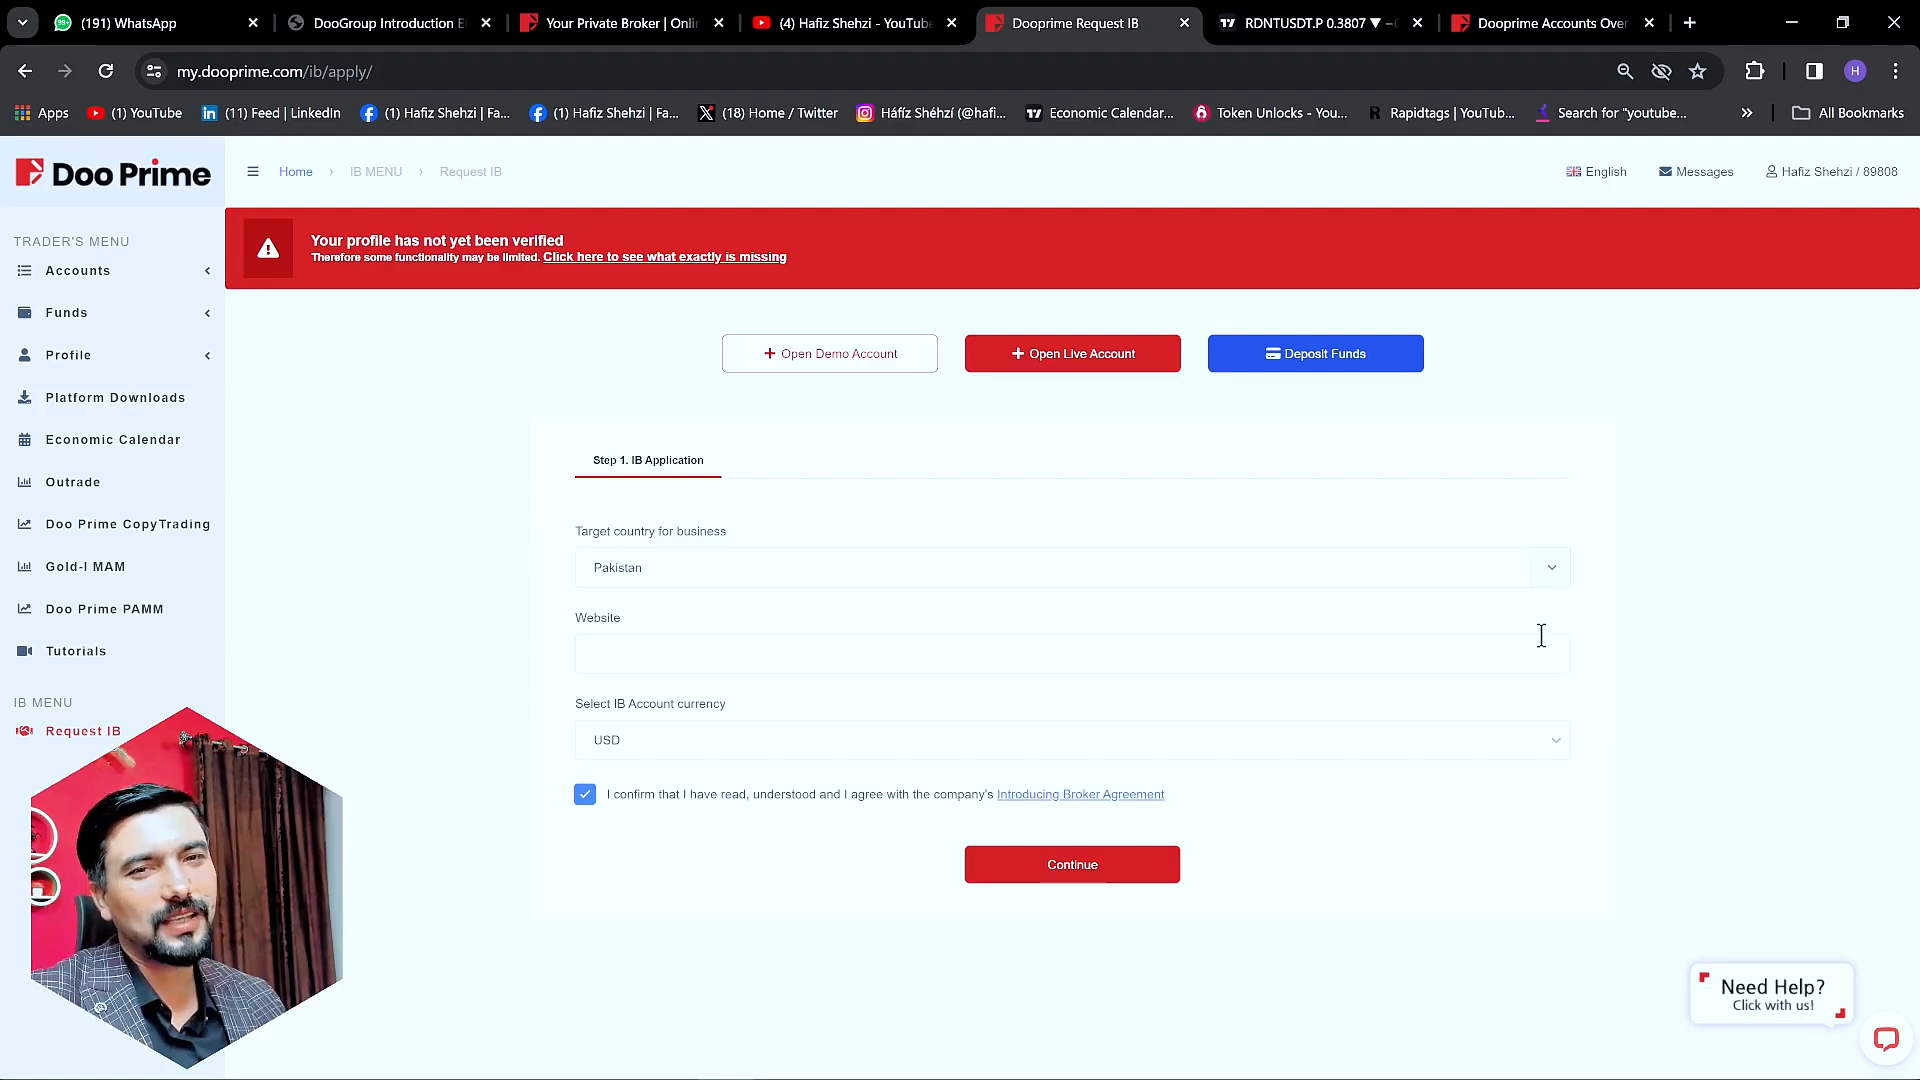 99+
(191) WhatsApp
DooGroup Introduction E
Your Private Broker | Onli
(4) Hafiz Shehzi - YouTube
Dooprime Request IB
RDNTUSDT.P 0.3807 ▼ −
Dooprime Accounts Over
my.dooprime.com/ib/apply/
H
Apps
(1) YouTube
(11) Feed | LinkedIn
(1) Hafiz Shehzi | Fa...
(1) Hafiz Shehzi | Fa...
(18) Home / Twitter
Háfíz Shéhzí (@hafi...
Economic Calendar...
Token Unlocks - You...
Rapidtags | YouTub...
Search for "youtube...
All Bookmarks
Doo Prime
Home › IB MENU › Request IB
English
Messages
Hafiz Shehzi / 89808
Your profile has not yet been verified
Therefore some functionality may be limited. Click here to see what exactly is missing
TRADER'S MENU
Accounts
Funds
Profile
Platform Downloads
Economic Calendar
Outrade
Doo Prime CopyTrading
Gold-I MAM
Doo Prime PAMM
Tutorials
IB MENU
Request IB
+ Open Demo Account
+ Open Live Account
Deposit Funds
Step 1. IB Application
Target country for business
Pakistan
Website
Select IB Account currency
USD
I confirm that I have read, understood and I agree with the company's Introducing Broker Agreement
Continue
Need Help?
Click with us!